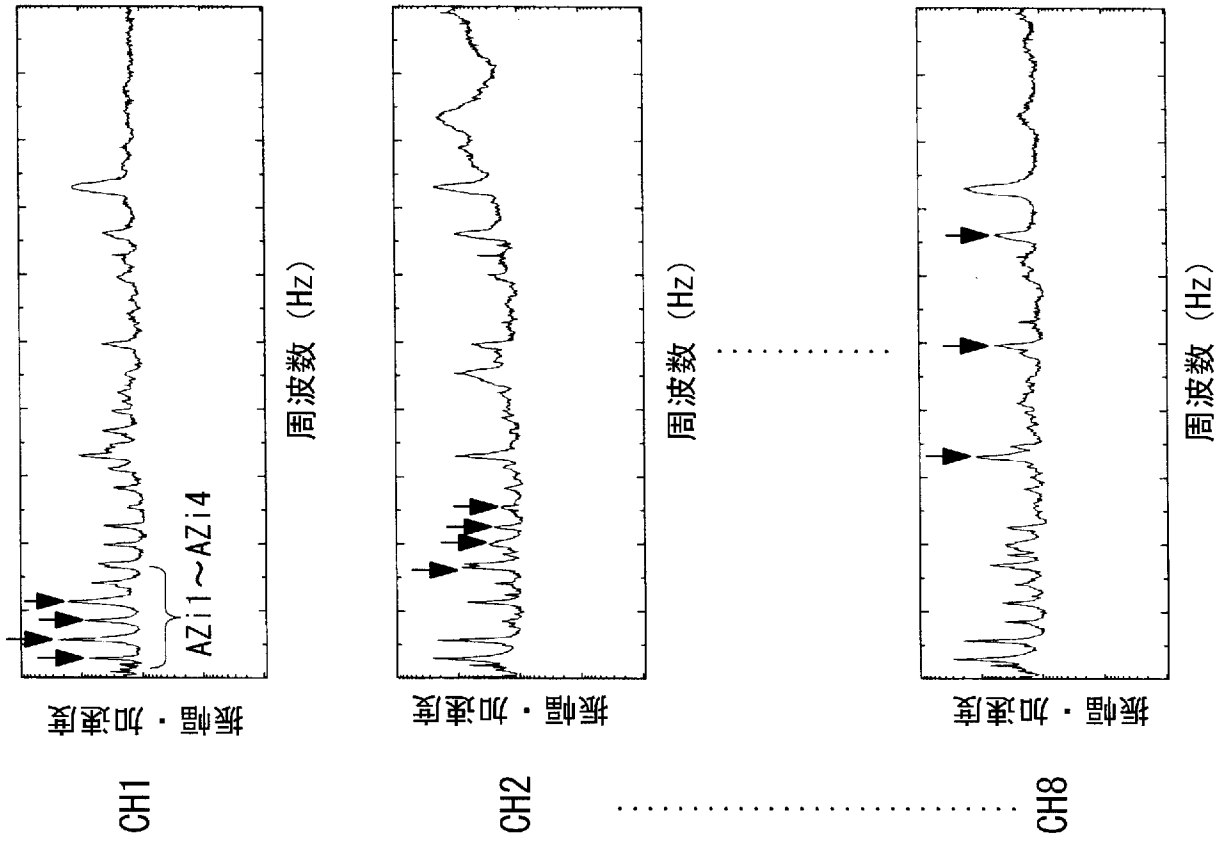 CH1
振幅・加速度
AZi1～AZi4
周波数 (Hz)
CH2
振幅・加速度
周波数 (Hz)
CH8
振幅・加速度
周波数 (Hz)